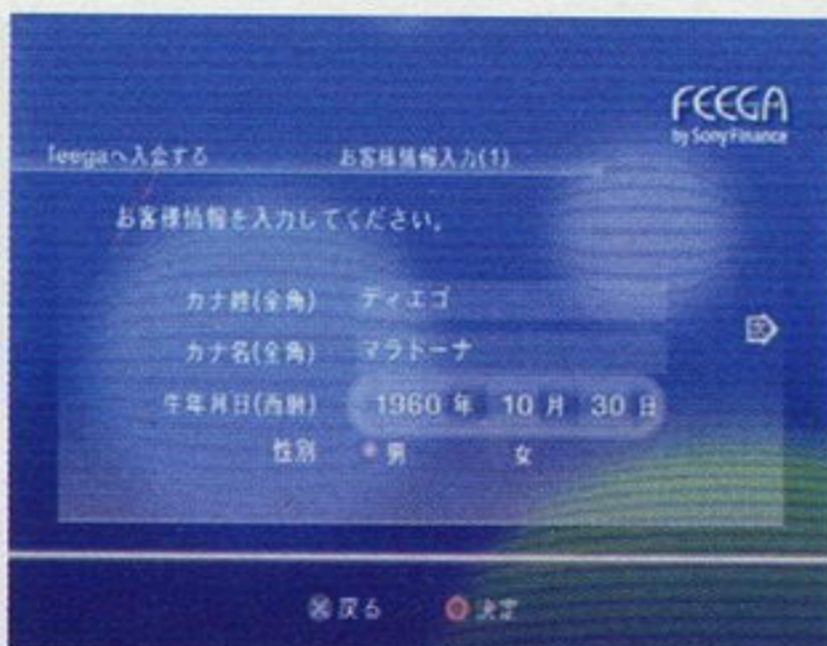 FEEGA
by Sony Finance
feegaへ入会する お客様情報入力(1)
お客様情報を入力してください。
カナ姓(全角) ディエゴ
カナ名(全角) マラドーナ
生年月日(西暦) 1960 年 10 月 30 日
性別 男 女
次
戻る 決定